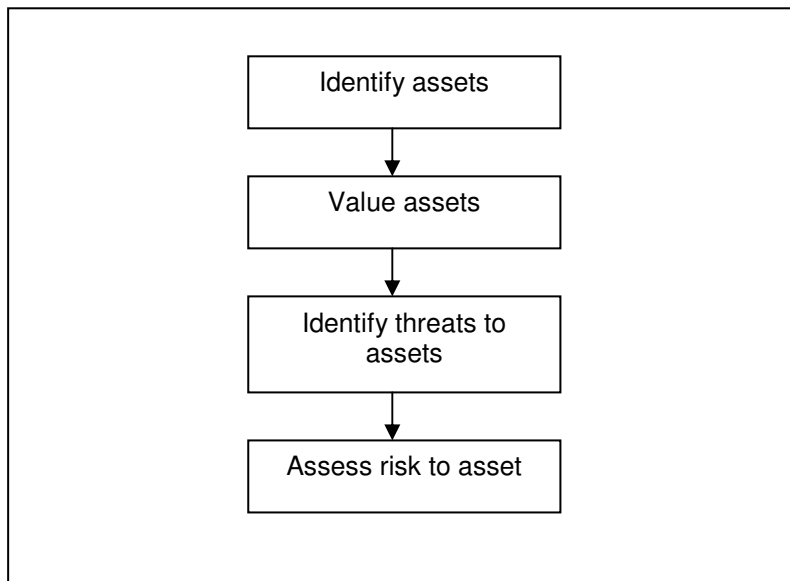 Identify assets
Value assets
Identify threats to
assets
Assess risk to asset